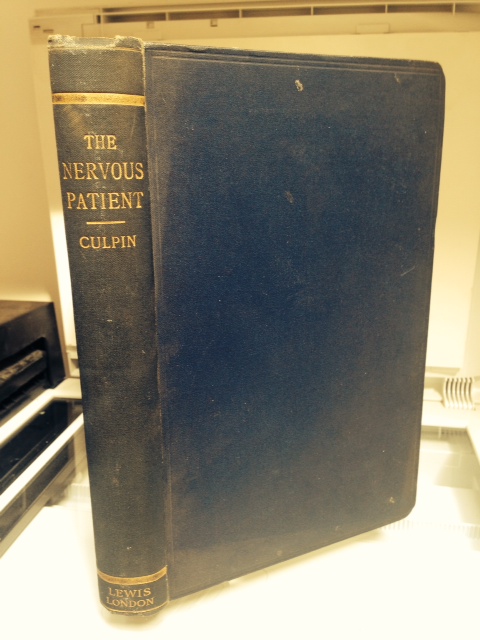 THE
NERVOUS
PATIENT
CULPIN
LEWIS
LONDON